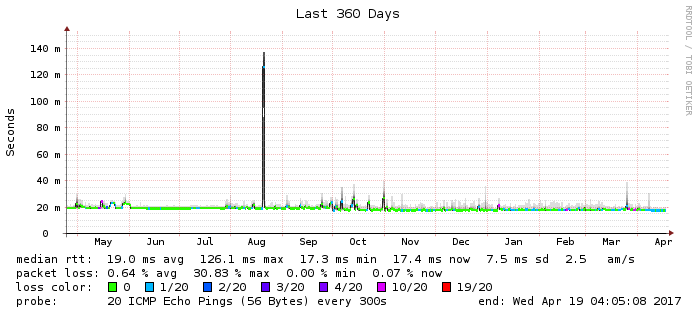 Last 360 Days
RRDTOOL / TOBI OETIKER
Seconds
140 m
120 m
100 m
80 m
60 m
40 m
20 m
0
May Jun Jul Aug Sep Oct Nov Dec Jan Feb Mar Apr
median rtt: 19.0 ms avg 126.1 ms max 17.3 ms min 17.4 ms now 7.5 ms sd 2.5 am/s
packet loss: 0.64 % avg 30.83 % max 0.00 % min 0.07 % now
loss color: 0 1/20 2/20 3/20 4/20 10/20 19/20
probe: 20 ICMP Echo Pings (56 Bytes) every 300s end: Wed Apr 19 04:05:08 2017